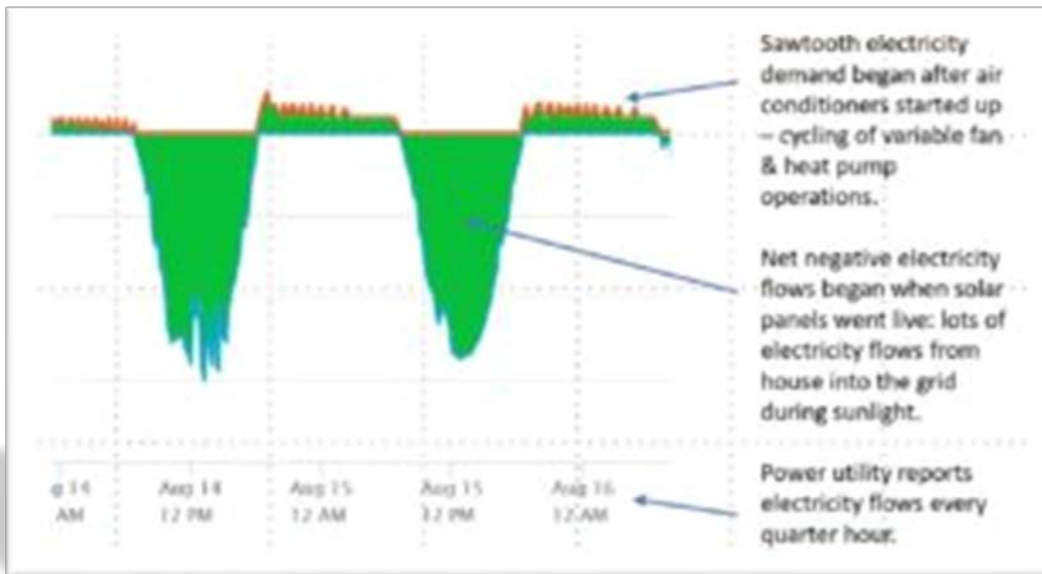 Sawtooth electricity
demand began after air
conditioners started up
– cycling of variable fan
& heat pump
operations.
Net negative electricity
flows began when solar
panels went live: lots of
electricity flows from
house into the grid
during sunlight.
Power utility reports
electricity flows every
quarter hour.
g 14
AM
Aug 14
12 PM
Aug 15
12 AM
Aug 15
12 PM
Aug 16
12 AM